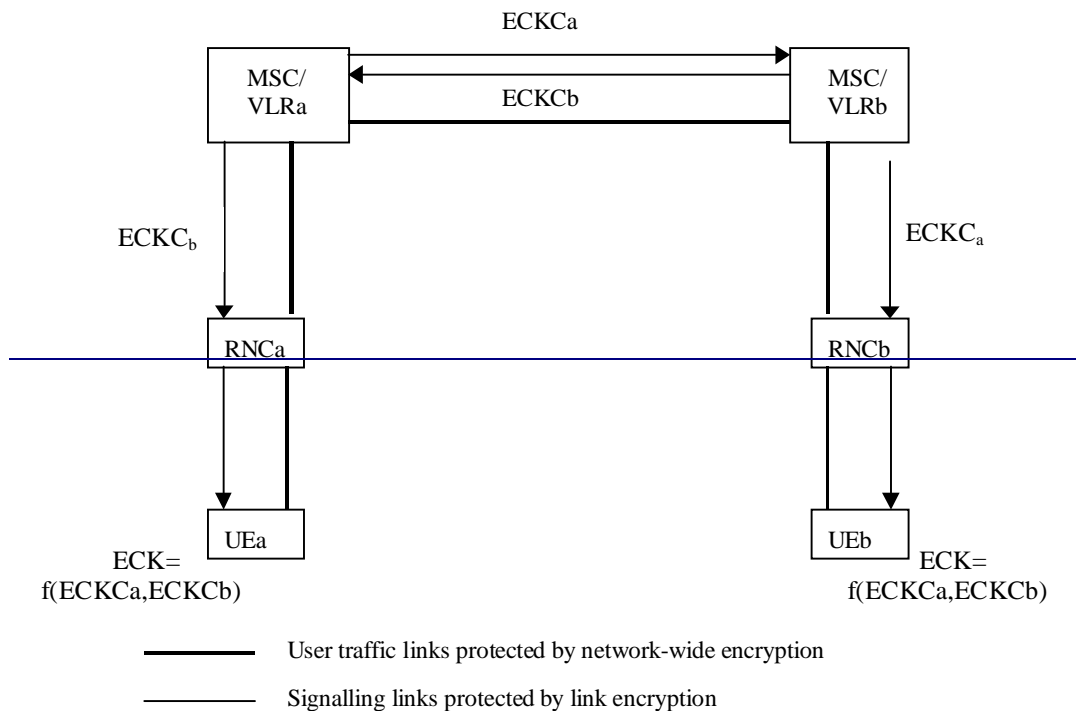 ECKCa
MSC/
VLRa
MSC/
VLRb
ECKCb
ECKCb
ECKCa
RNCa
RNCb
UEa
UEb
ECK=
f(ECKCa,ECKCb)
ECK=
f(ECKCa,ECKCb)
User traffic links protected by network-wide encryption
Signalling links protected by link encryption